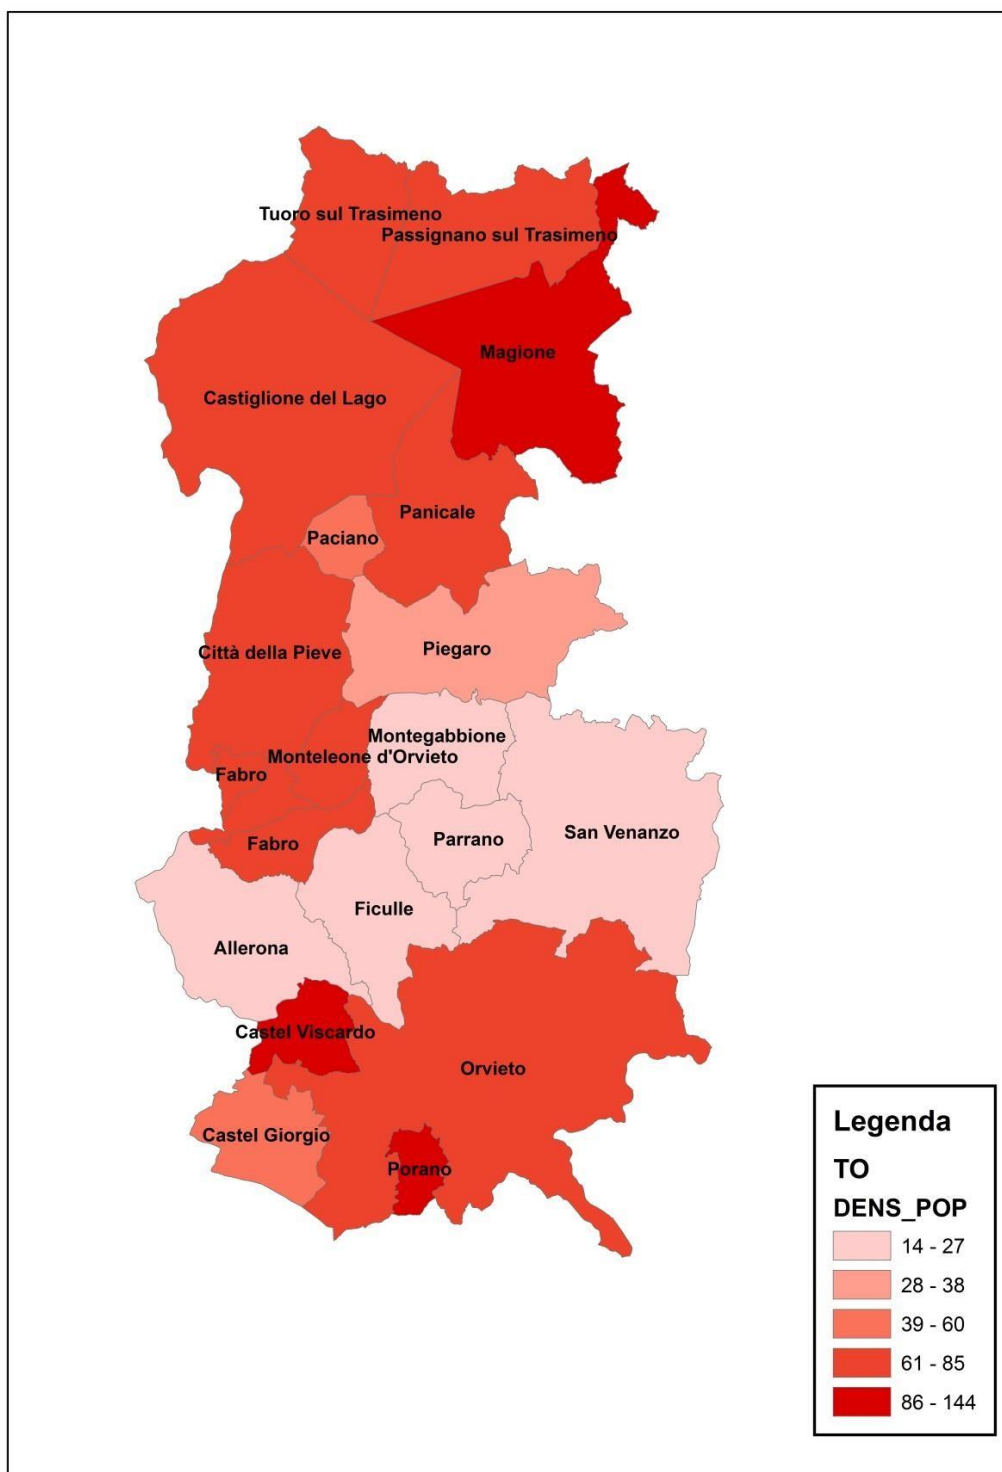 Tuoro sul Trasimeno
Passignano sul Trasimeno
Magione
Castiglione del Lago
Panicale
Paciano
Piegaro
Città della Pieve
Montegabbione
Monteleone d'Orvieto
Fabro
San Venanzo
Parrano
Fabro
Ficulle
Allerona
Castel Viscardo
Orvieto
Castel Giorgio
Porano
Legenda
TO
DENS_POP
14 - 27
28 - 38
39 - 60
61 - 85
86 - 144